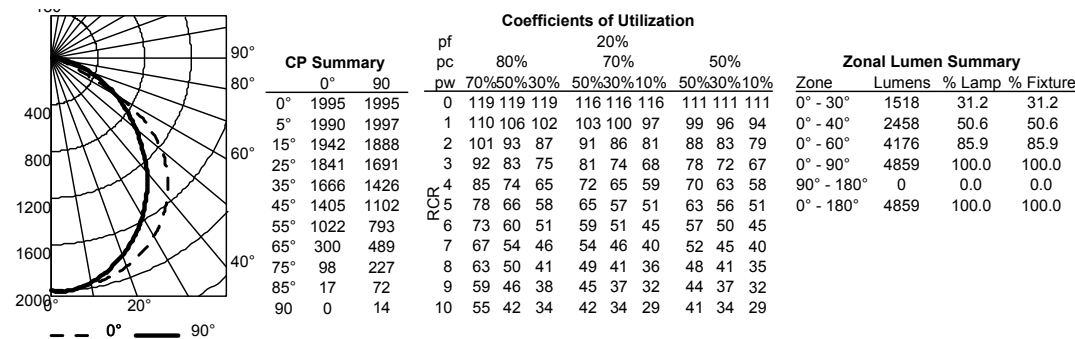 180
400
800
1200
1600
2000
0°
20°
40°
60°
80°
90°
0° 90°
CP Summary
0° 90
0° 1995 1995
5° 1990 1997
15° 1942 1888
25° 1841 1691
35° 1666 1426
45° 1405 1102
55° 1022 793
65° 300 489
75° 98 227
85° 17 72
90 0 14
Coefficients of Utilization
pf 20%
pc 80% 70% 50%
pw 70%50%30% 50%30%10% 50%30%10%
RCR
0 119 119 119 116 116 116 111 111 111
1 110 106 102 103 100 97 99 96 94
2 101 93 87 91 86 81 88 83 79
3 92 83 75 81 74 68 78 72 67
4 85 74 65 72 65 59 70 63 58
5 78 66 58 65 57 51 63 56 51
6 73 60 51 59 51 45 57 50 45
7 67 54 46 54 46 40 52 45 40
8 63 50 41 49 41 36 48 41 35
9 59 46 38 45 37 32 44 37 32
10 55 42 34 42 34 29 41 34 29
Zonal Lumen Summary
Zone Lumens % Lamp % Fixture
0° - 30° 1518 31.2 31.2
0° - 40° 2458 50.6 50.6
0° - 60° 4176 85.9 85.9
0° - 90° 4859 100.0 100.0
90° - 180° 0 0.0 0.0
0° - 180° 4859 100.0 100.0